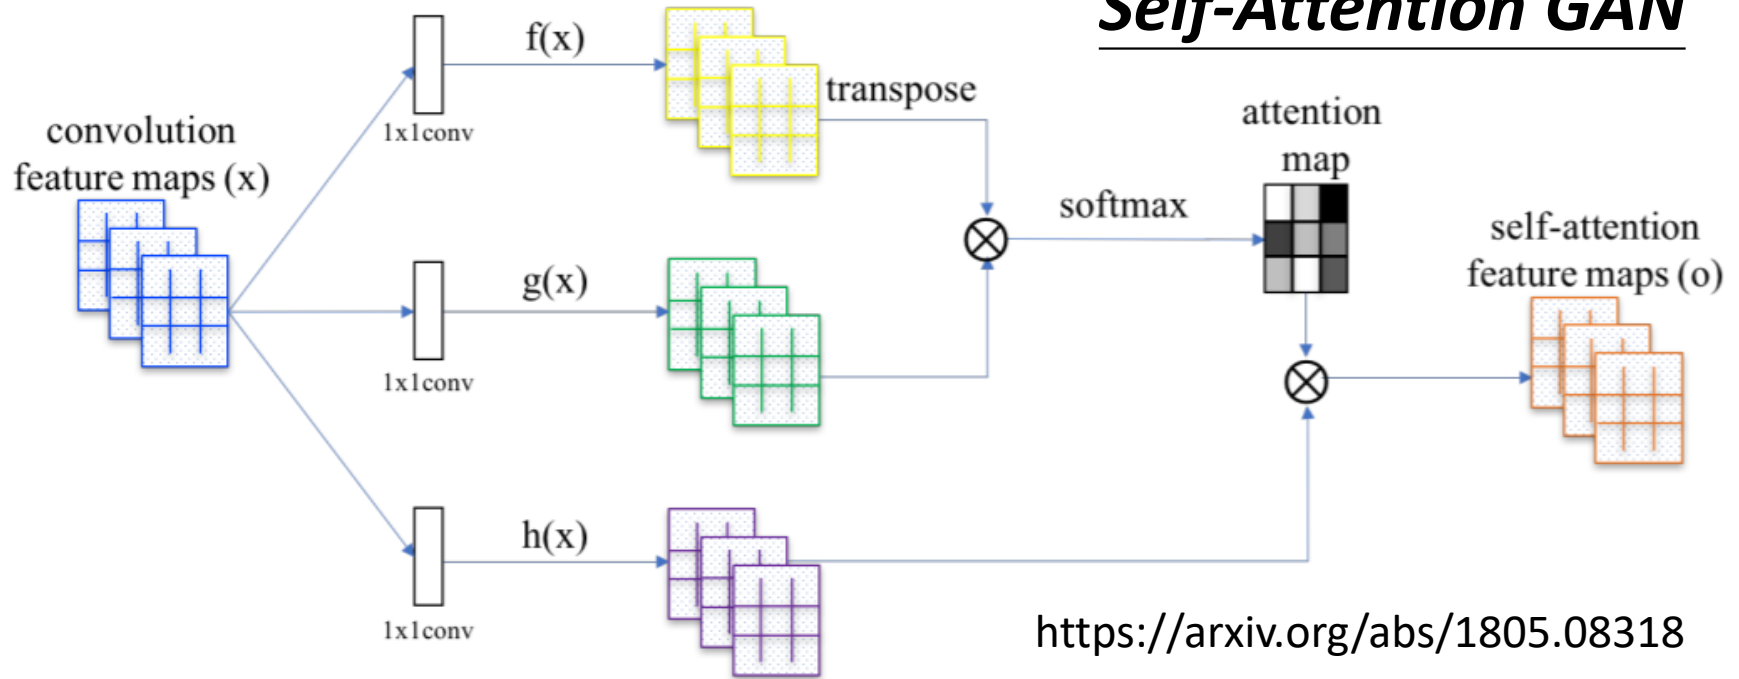 Self-Attention GAN
f(x)
transpose
1x1conv
convolution
feature maps (x)
attention
map
softmax
self-attention
feature maps (o)
g(x)
1x1conv
h(x)
1x1conv
https://arxiv.org/abs/1805.08318